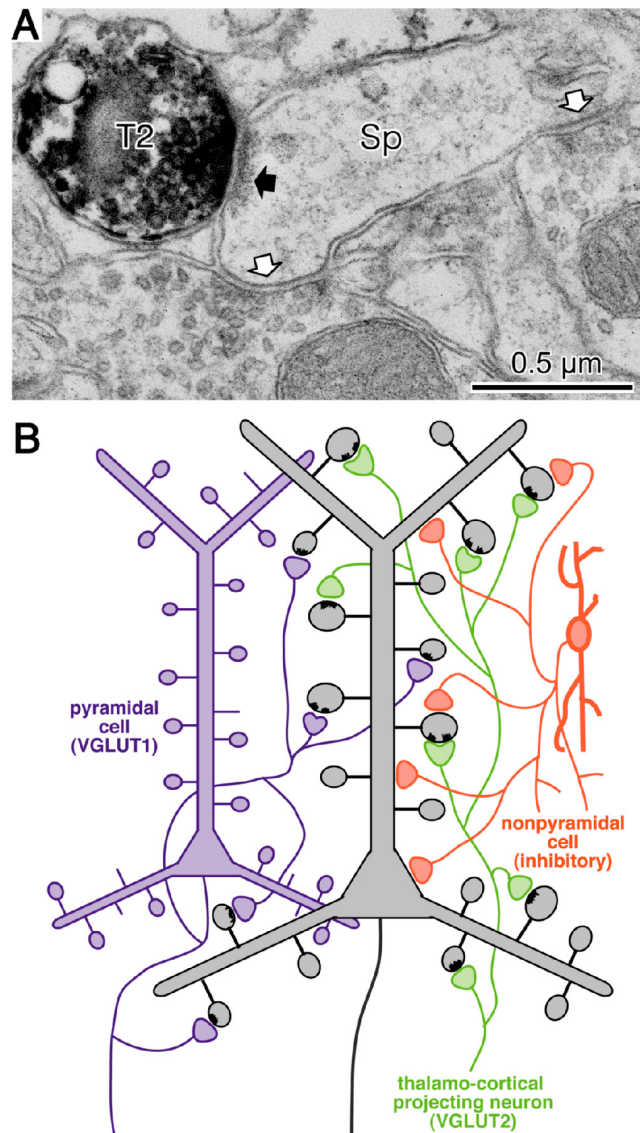 A
T2
Sp
0.5 µm
B
pyramidal
cell
(VGLUT1)
nonpyramidal
cell
(inhibitory)
thalamo-cortical
projecting neuron
(VGLUT2)